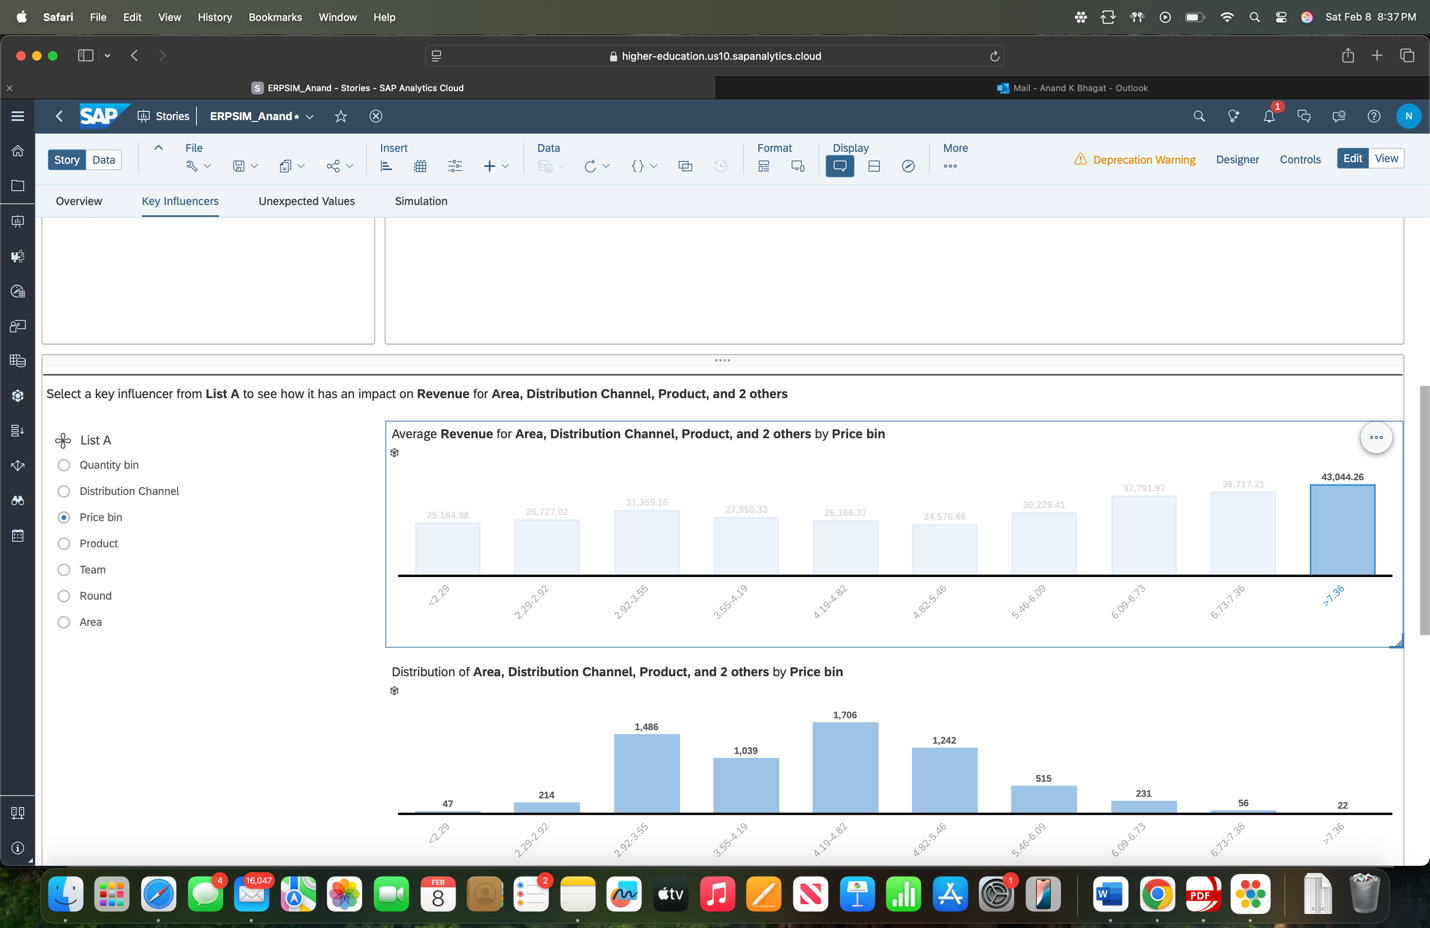 Safari File Edit View History Bookmarks Window Help Sat Feb 8 8:37 PM
higher-education.us10.sapanalytics.cloud
S ERPSIM_Anand - Stories - SAP Analytics Cloud
Mail - Anand K Bhagat - Outlook
SAP Stories ERPSIM_Anand* 1 N
Story Data
File
Insert
Data
Format
Display
More
Deprecation Warning Designer Controls Edit View
Overview Key Influencers Unexpected Values Simulation
Select a key influencer from List A to see how it has an impact on Revenue for Area, Distribution Channel, Product, and 2 others
List A
Quantity bin
Distribution Channel
Price bin
Product
Team
Round
Area
Average Revenue for Area, Distribution Channel, Product, and 2 others by Price bin
25,164.98 26,727.02 31,359.16 27,950.33 26,166.37 24,576.66 30,229.41 37,791.97 39,717.21 43,044.26
<2.29 2.29-2.92 2.92-3.55 3.55-4.19 4.19-4.82 4.82-5.46 5.46-6.09 6.09-6.73 6.73-7.36 >7.36
Distribution of Area, Distribution Channel, Product, and 2 others by Price bin
47 214 1,486 1,039 1,706 1,242 515 231 56 22
<2.29 2.29-2.92 2.92-3.55 3.55-4.19 4.19-4.82 4.82-5.46 5.46-6.09 6.09-6.73 6.73-7.36 >7.36
4 16,047 FEB 8 2 tv 1 W PDF XLSX